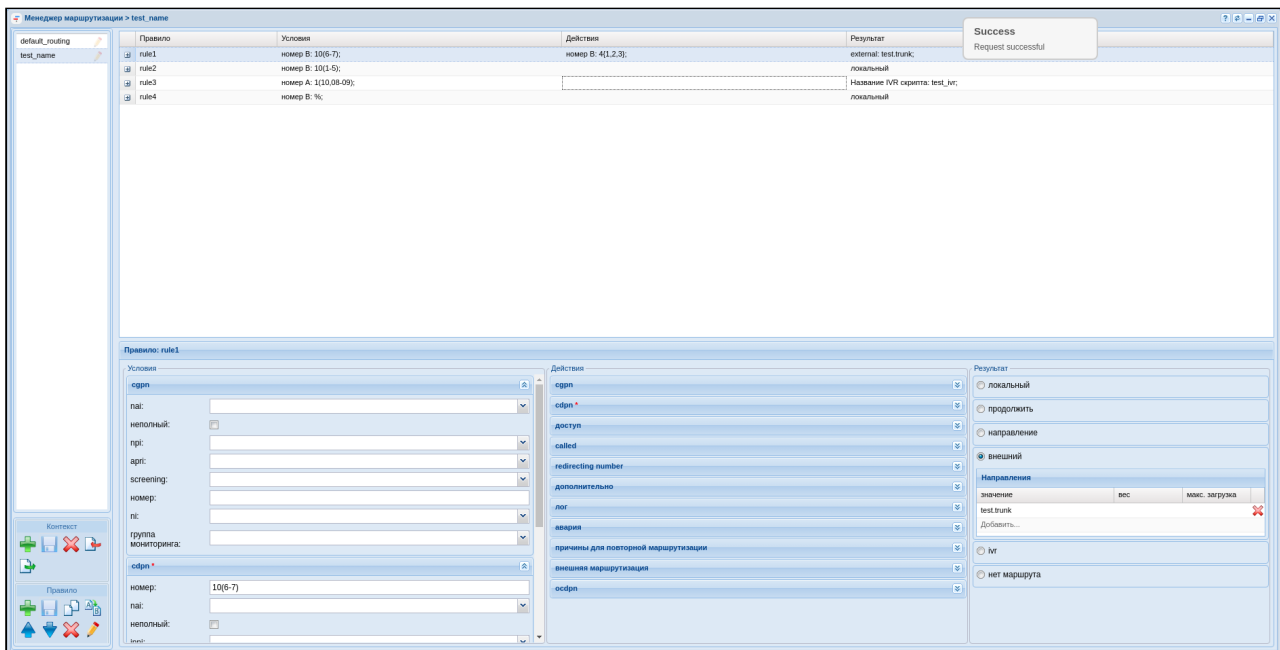 Менеджер маршрутизации > test_name
Success
Request successful
default_routing
test_name
Правило Условия Действия Результат
rule1 номер B: 10(6-7); номер B: 4{1,2,3}; external: test.trunk;
rule2 номер B: 10(1-5); локальный
rule3 номер A: 1(10,08-09); Название IVR скрипта: test_ivr;
rule4 номер B: %; локальный
Правило: rule1
Условия
cgpn
nai:
неполный:
npi:
apri:
screening:
номер:
ni:
группа
мониторинга:
cdpn *
номер: 10(6-7)
nai:
неполный:
Действия
cgpn
cdpn *
доступ
called
redirecting number
дополнительно
лог
авария
причины для повторной маршрутизации
внешняя маршрутизация
ocdpn
Результат
локальный
продолжить
направление
внешний
Направления
значение вес макс. загрузка
test.trunk
Добавить...
ivr
нет маршрута
Контекст
Правило